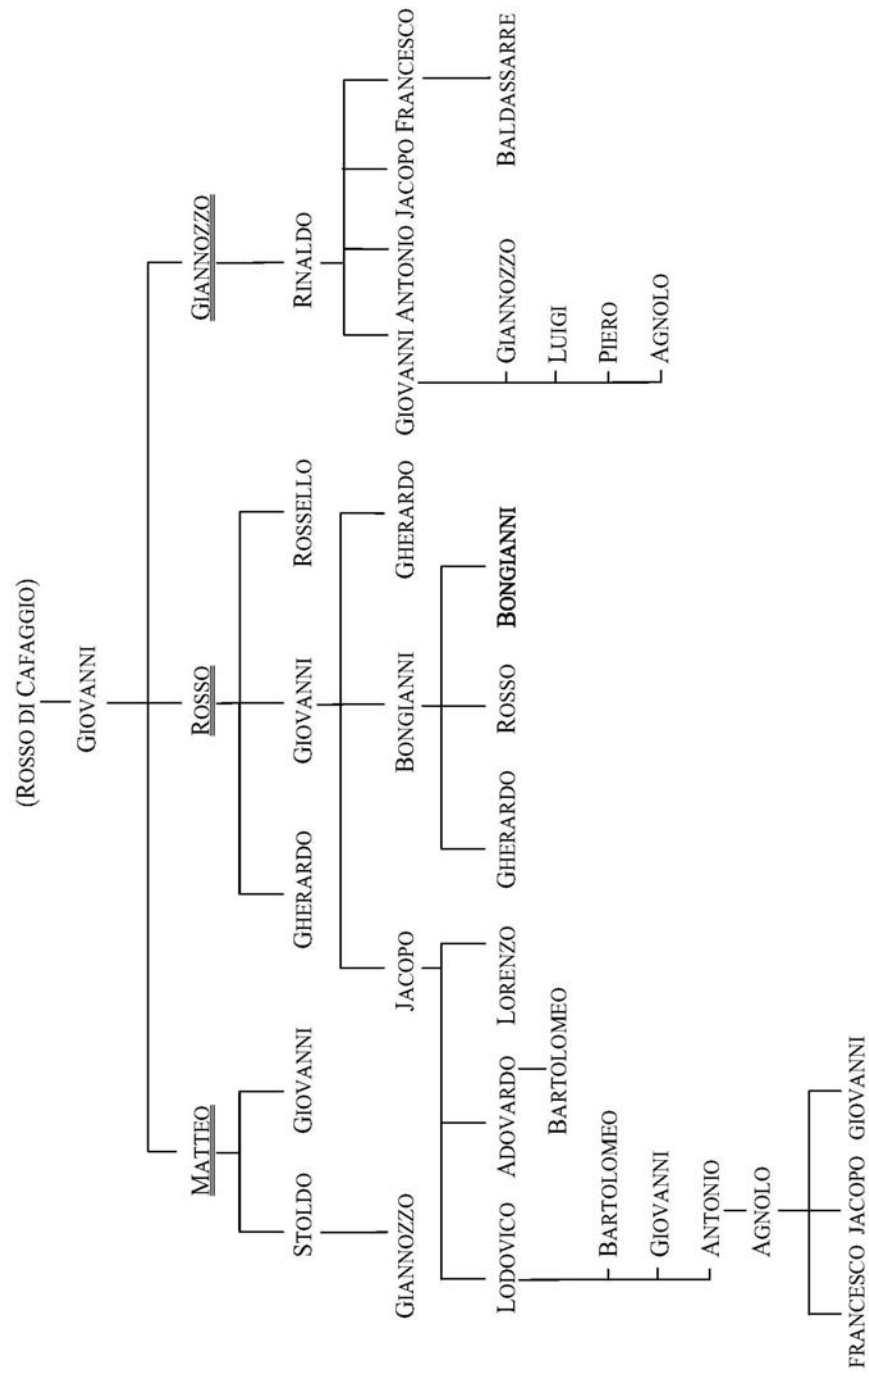 (ROSSO DI CAFAGGIO)
GIOVANNI
MATTEO ROSSO GIANNOZZO
STOLDO GIOVANNI GHERARDO GIOVANNI ROSSELLO RINALDO
GIANNOZZO JACOPO BONGIANNI GHERARDO GIOVANNI ANTONIO JACOPO FRANCESCO
LODOVICO ADOVARDO LORENZO GHERARDO ROSSO BONGIANNI GIANNOZZO BALDASSARRE
BARTOLOMEO LUIGI
BARTOLOMEO PIERO
GIOVANNI AGNOLO
ANTONIO
AGNOLO
FRANCESCO JACOPO GIOVANNI